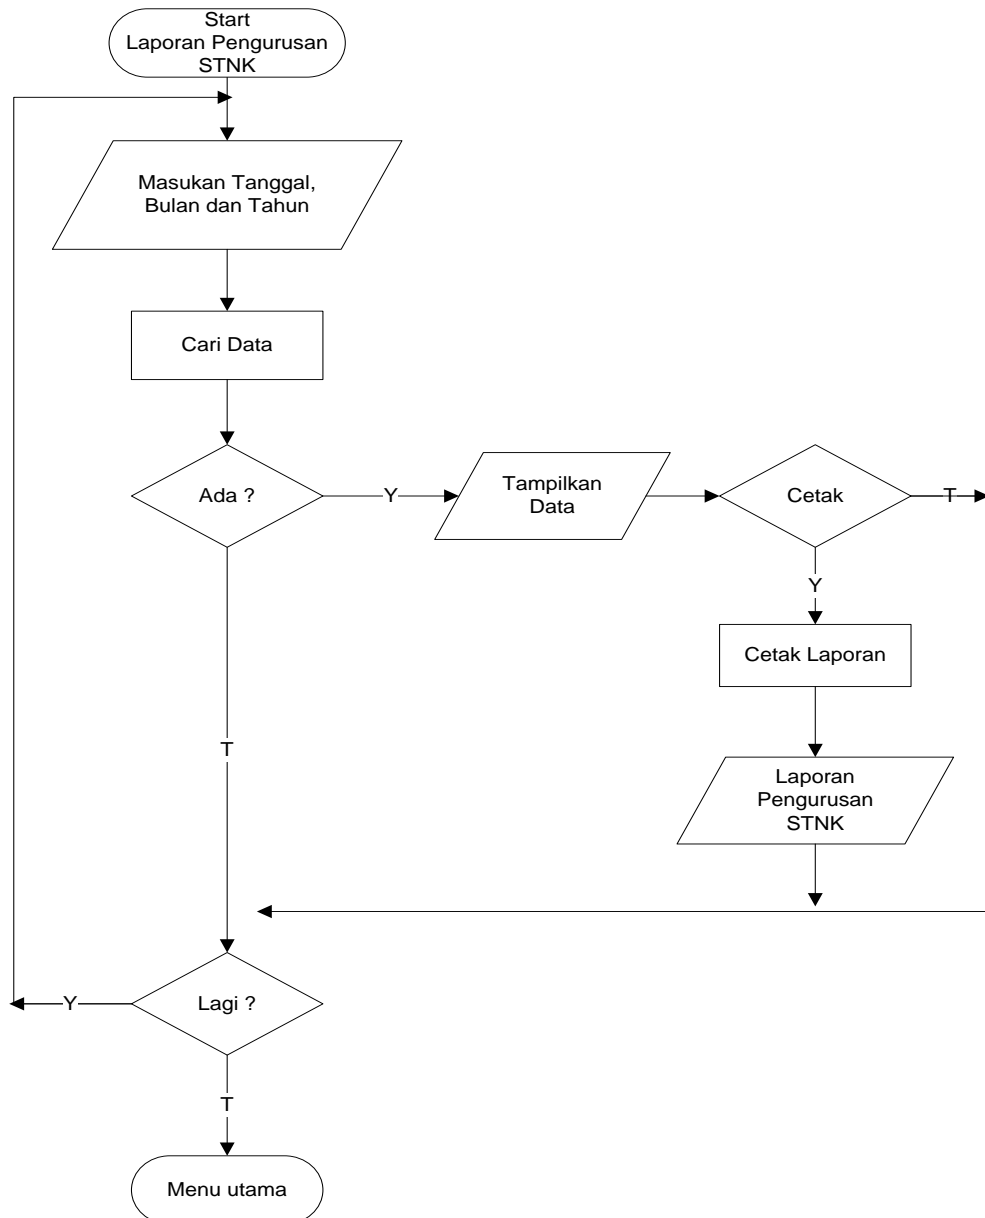 Start
Laporan Pengurusan
STNK
Masukan Tanggal,
Bulan dan Tahun
Cari Data
Ada ?
Y
Tampilkan
Data
Cetak
T
Y
Cetak Laporan
T
Laporan
Pengurusan
STNK
Y
Lagi ?
T
Menu utama